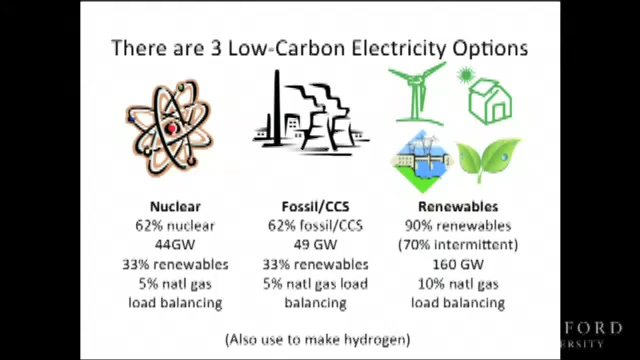 There are 3 Low-Carbon Electricity Options
Nuclear
62% nuclear
44GW
33% renewables
5% natl gas
load balancing
Fossil/CCS
62% fossil/CCS
49 GW
33% renewables
5% natl gas load
balancing
Renewables
90% renewables
(70% intermittent)
160 GW
10% natl gas
load balancing
(Also use to make hydrogen)
FORD
ERSITY